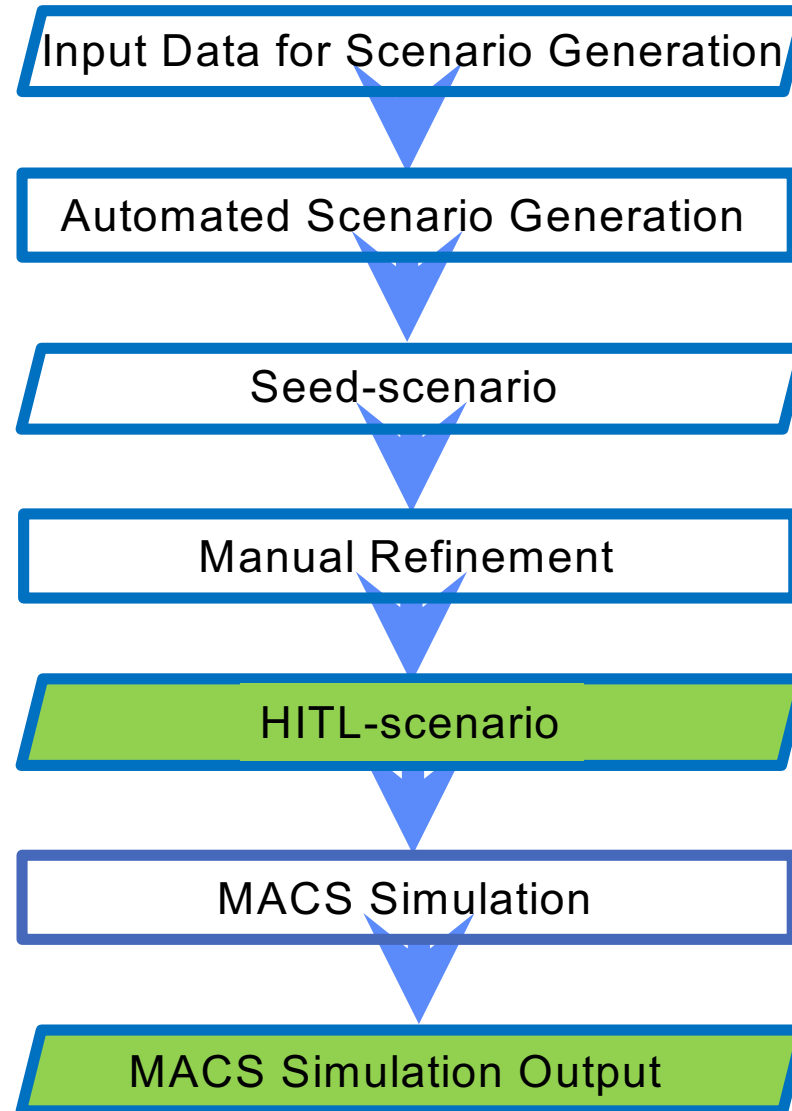 Input Data for Scenario Generation
Automated Scenario Generation
Seed-scenario
Manual Refinement
HITL-scenario
MACS Simulation
MACS Simulation Output